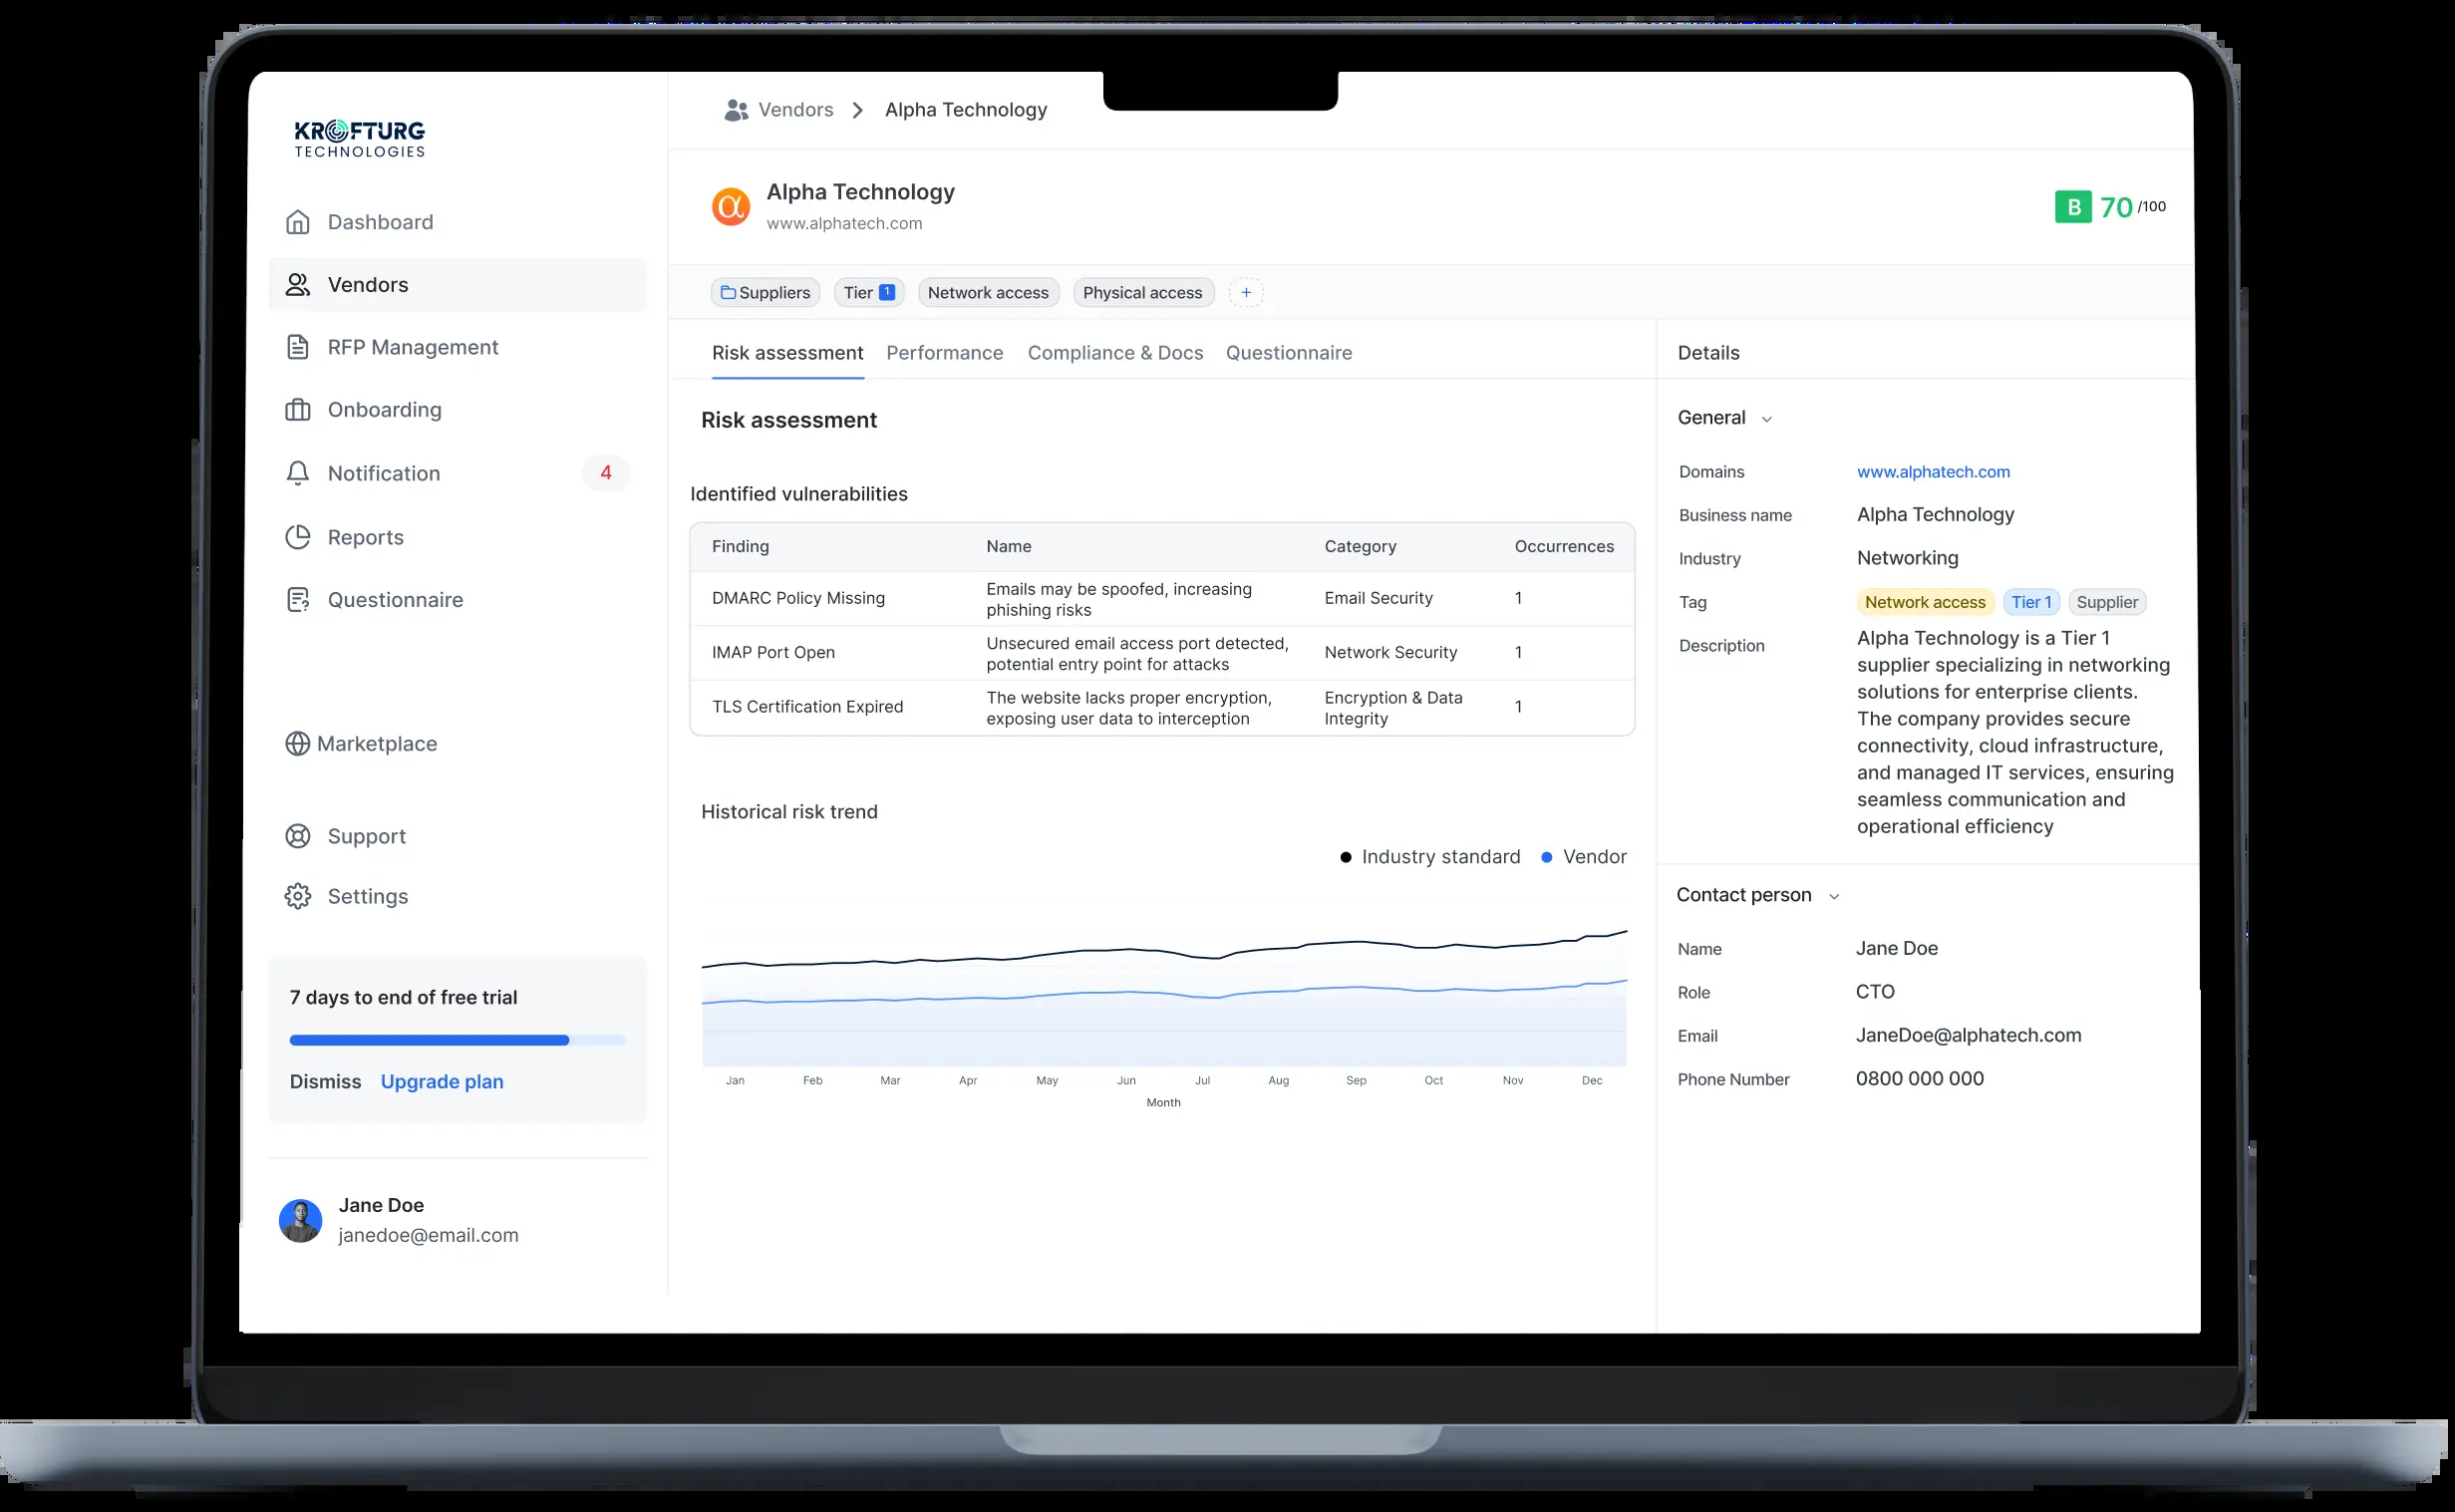 KROFTURG
TECHNOLOGIES
Dashboard
Vendors
RFP Management
Onboarding
Notification 4
Reports
Questionnaire
Marketplace
Support
Settings
7 days to end of free trial
Dismiss Upgrade plan
Jane Doe
janedoe@email.com
Vendors Alpha Technology
α Alpha Technology
www.alphatech.com
B 70 /100
Suppliers Tier 1 Network access Physical access +
Risk assessment Performance Compliance & Docs Questionnaire
Risk assessment
Identified vulnerabilities
Finding Name Category Occurrences
DMARC Policy Missing Emails may be spoofed, increasing
phishing risks Email Security 1
IMAP Port Open Unsecured email access port detected,
potential entry point for attacks Network Security 1
TLS Certification Expired The website lacks proper encryption,
exposing user data to interception Encryption & Data
Integrity 1
Historical risk trend
Industry standard Vendor
Jan Feb Mar Apr May Jun Jul Aug Sep Oct Nov Dec
Month
Details
General
Domains www.alphatech.com
Business name Alpha Technology
Industry Networking
Tag Network access Tier 1 Supplier
Description Alpha Technology is a Tier 1
supplier specializing in networking
solutions for enterprise clients.
The company provides secure
connectivity, cloud infrastructure,
and managed IT services, ensuring
seamless communication and
operational efficiency
Contact person
Name Jane Doe
Role CTO
Email JaneDoe@alphatech.com
Phone Number 0800 000 000